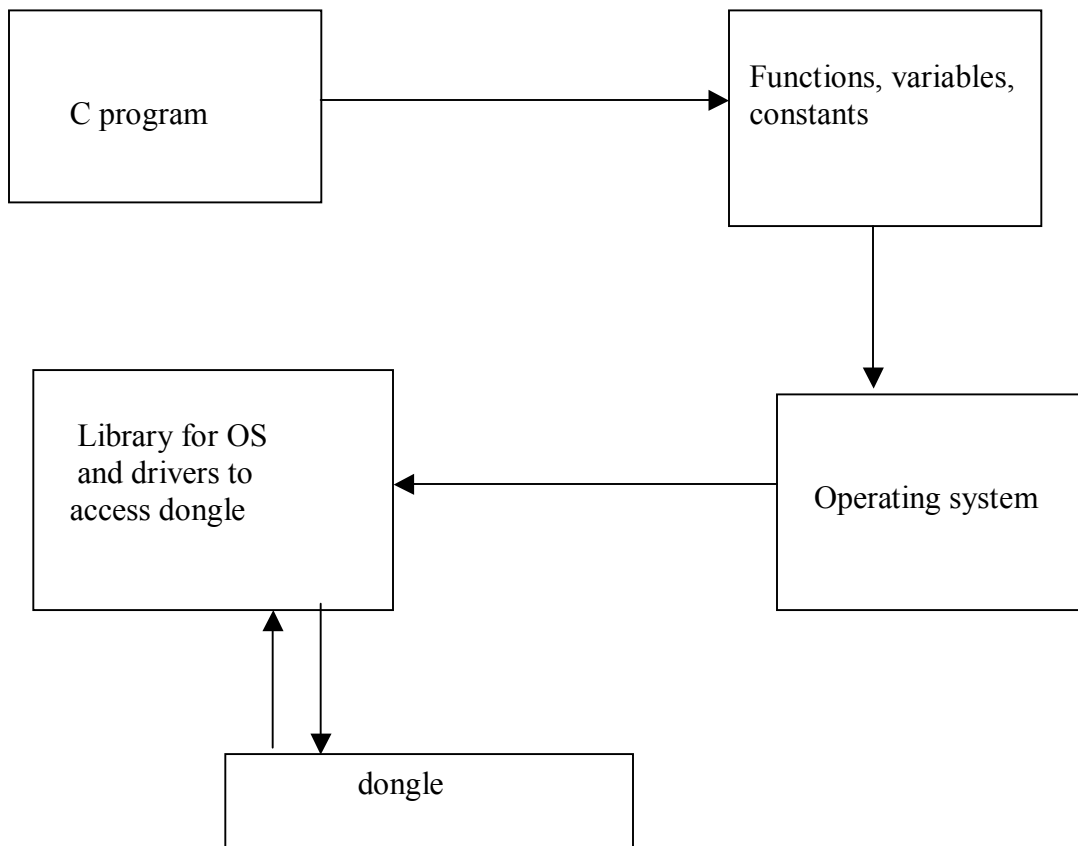 C program
Functions, variables,
constants
Library for OS
and drivers to
access dongle
Operating system
dongle